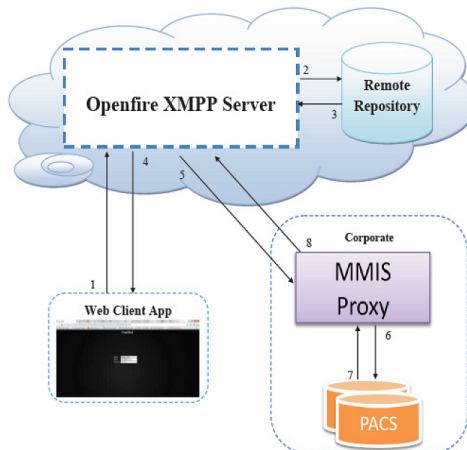 2
Openfire XMPP Server
Remote
Repository
3
4
5
8
Corporate
1
MMIS
Proxy
Web Client App
6
7
PACS